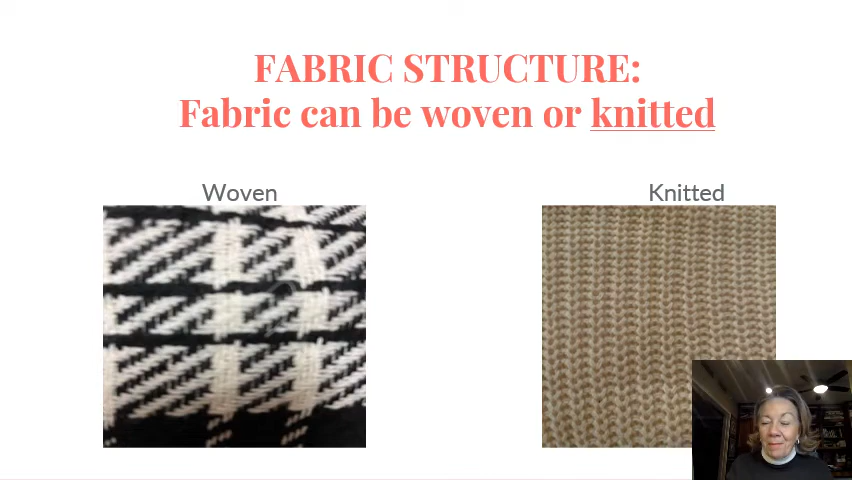 FABRIC STRUCTURE:
Fabric can be woven or knitted
Woven
Knitted